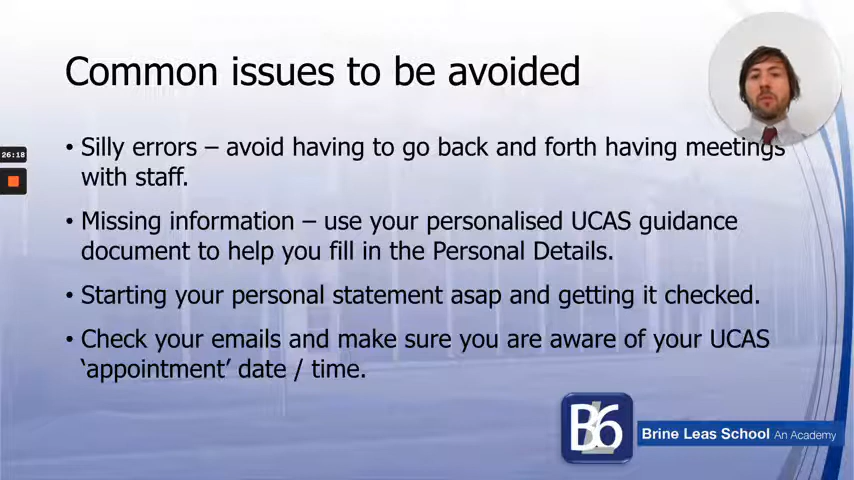 Common issues to be avoided
• Silly errors – avoid having to go back and forth having meetings
with staff.
26:18
• Missing information – use your personalised UCAS guidance
document to help you fill in the Personal Details.
• Starting your personal statement asap and getting it checked.
• Check your emails and make sure you are aware of your UCAS
‘appointment’ date / time.
BL6
Brine Leas School An Academy